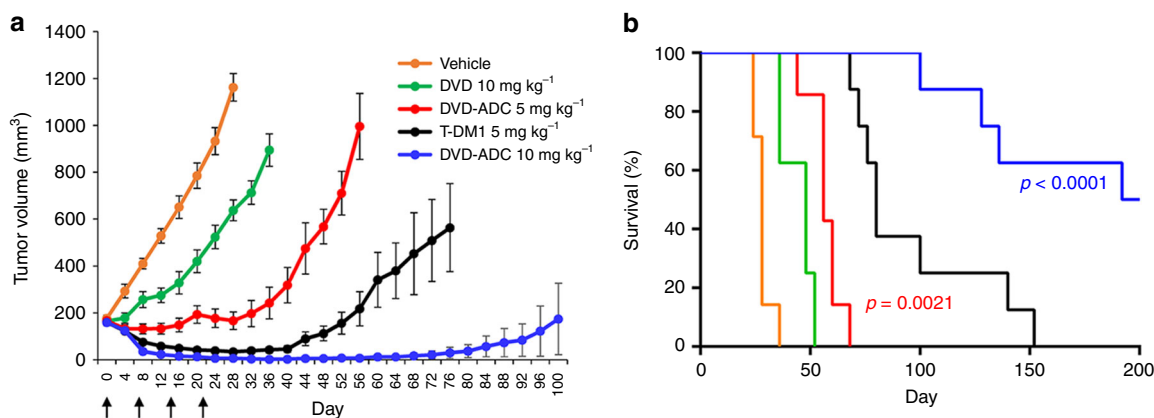 a
Tumor volume (mm³)
1400
1200
1000
800
600
400
200
0
Vehicle
DVD 10 mg kg⁻¹
DVD-ADC 5 mg kg⁻¹
T-DM1 5 mg kg⁻¹
DVD-ADC 10 mg kg⁻¹
0 4 8 12 16 20 24 28 32 36 40 44 48 52 56 60 64 68 72 76 80 84 88 92 96 100
Day
b
Survival (%)
100
80
60
40
20
0
p < 0.0001
p = 0.0021
0 50 100 150 200
Day